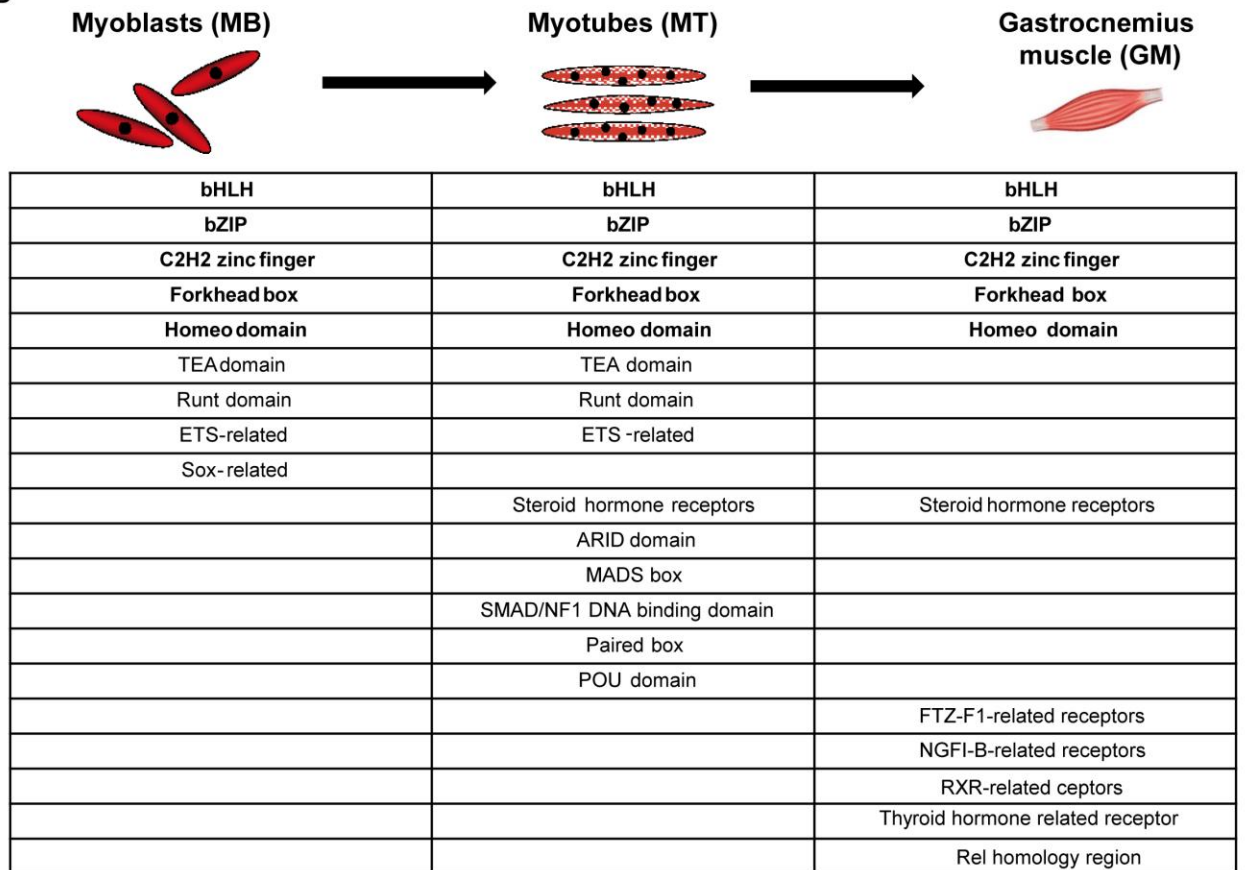 Myoblasts (MB)
Myotubes (MT)
Gastrocnemius
muscle (GM)
bHLH bHLH bHLH
bZIP bZIP bZIP
C2H2 zinc finger C2H2 zinc finger C2H2 zinc finger
Forkhead box Forkhead box Forkhead box
Homeo domain Homeo domain Homeo domain
TEA domain TEA domain
Runt domain Runt domain
ETS-related ETS-related
Sox-related
Steroid hormone receptors Steroid hormone receptors
ARID domain
MADS box
SMAD/NF1 DNA binding domain
Paired box
POU domain
FTZ-F1-related receptors
NGFI-B-related receptors
RXR-related ceptors
Thyroid hormone related receptor
Rel homology region